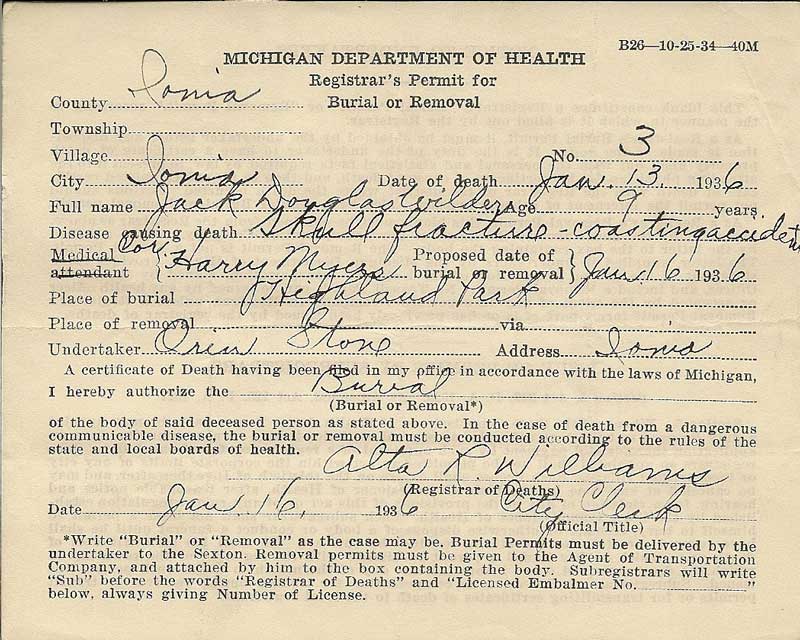 B26—10-25-34—40M
MICHIGAN DEPARTMENT OF HEALTH
Registrar's Permit for
Burial or Removal
County Ionia
Township
Village
No. 3
City Ionia Date of death Jan. 13, 1936
Full name Jack Douglas Wilder Age 9 years.
Disease causing death Skull fracture - coasting accident
Cor.
Medical attendant Harry Myers Proposed date of burial or removal Jan 16 1936
Place of burial Highland Park
Place of removal via
Undertaker Orin Stone Address Ionia
A certificate of Death having been filed in my office in accordance with the laws of Michigan,
I hereby authorize the Burial
(Burial or Removal*)
of the body of said deceased person as stated above. In the case of death from a dangerous
communicable disease, the burial or removal must be conducted according to the rules of the
state and local boards of health.
Alta R. Williams
(Registrar of Deaths)
Date Jan. 16, 1936 City Clerk
(Official Title)
*Write "Burial" or "Removal" as the case may be. Burial Permits must be delivered by the
undertaker to the Sexton. Removal permits must be given to the Agent of Transportation
Company, and attached by him to the box containing the body. Subregistrars will write
"Sub" before the words "Registrar of Deaths" and "Licensed Embalmer No. "
below, always giving Number of License.